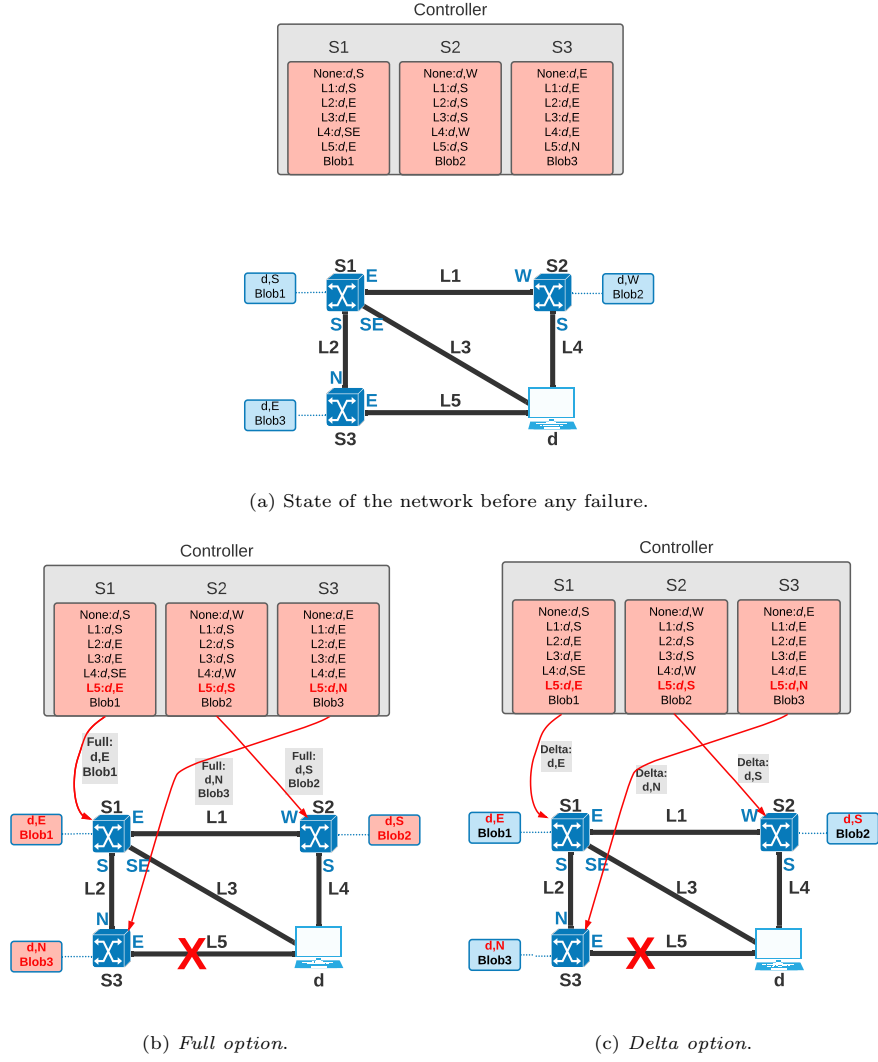 Controller
S1 S2 S3
None:d,S None:d,W None:d,E
L1:d,S L1:d,S L1:d,E
L2:d,E L2:d,S L2:d,E
L3:d,E L3:d,S L3:d,E
L4:d,SE L4:d,W L4:d,E
L5:d,E L5:d,S L5:d,N
Blob1 Blob2 Blob3
S1 S2
E L1 W
d,S
Blob1
d,W
Blob2
S SE S
L2 L3 L4
N
d,E
Blob3
E L5
S3 d
(a) State of the network before any failure.
Controller
S1 S2 S3
None:d,S None:d,W None:d,E
L1:d,S L1:d,S L1:d,E
L2:d,E L2:d,S L2:d,E
L3:d,E L3:d,S L3:d,E
L4:d,SE L4:d,W L4:d,E
L5:d,E L5:d,S L5:d,N
Blob1 Blob2 Blob3
Full:
d,E
Blob1
Full:
d,N
Blob3
Full:
d,S
Blob2
S1 S2
E L1 W
d,E
Blob1
d,S
Blob2
S SE S
L2 L3 L4
N
d,N
Blob3
E L5
X
S3 d
(b) Full option.
Controller
S1 S2 S3
None:d,S None:d,W None:d,E
L1:d,S L1:d,S L1:d,E
L2:d,E L2:d,S L2:d,E
L3:d,E L3:d,S L3:d,E
L4:d,SE L4:d,W L4:d,E
L5:d,E L5:d,S L5:d,N
Blob1 Blob2 Blob3
Delta:
d,E
Delta:
d,N
Delta:
d,S
S1 S2
E L1 W
d,E
Blob1
d,S
Blob2
S SE S
L2 L3 L4
N
d,N
Blob3
E L5
X
S3 d
(c) Delta option.